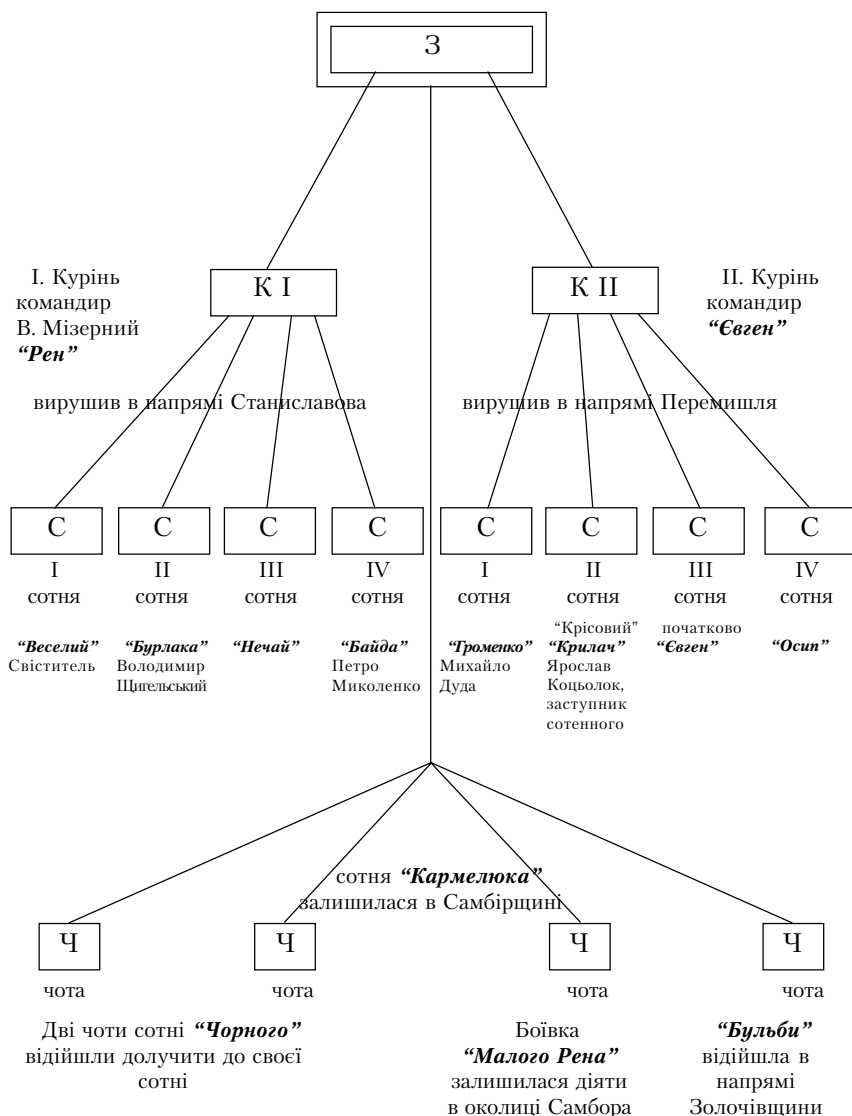 З
І. Курінь
командир
В. Мізерний
“Рен”
К І
К ІІ
ІІ. Курінь
командир
“Євген”
вирушив в напрямі Станиславова
вирушив в напрямі Перемишля
С
І
сотня
“Веселий”
Свіститель
С
ІІ
сотня
“Бурлака”
Володимир
Щигельський
С
ІІІ
сотня
“Нечай”
С
ІV
сотня
“Байда”
Петро
Миколенко
С
І
сотня
“Громенко”
Михайло
Дуда
С
ІІ
сотня
“Крісовий”
“Крилач”
Ярослав
Коцьолок,
заступник
сотенного
С
ІІІ
сотня
початково
“Євген”
С
ІV
сотня
“Осип”
сотня “Кармелюка”
залишилася в Самбірщині
Ч
чота
Ч
чота
Дві чоти сотні “Чорного”
відійшли долучити до своєї
сотні
Ч
чота
Боївка
“Малого Рена”
залишилася діяти
в околиці Самбора
Ч
чота
“Бульби”
відійшла в
напрямі
Золочівщини